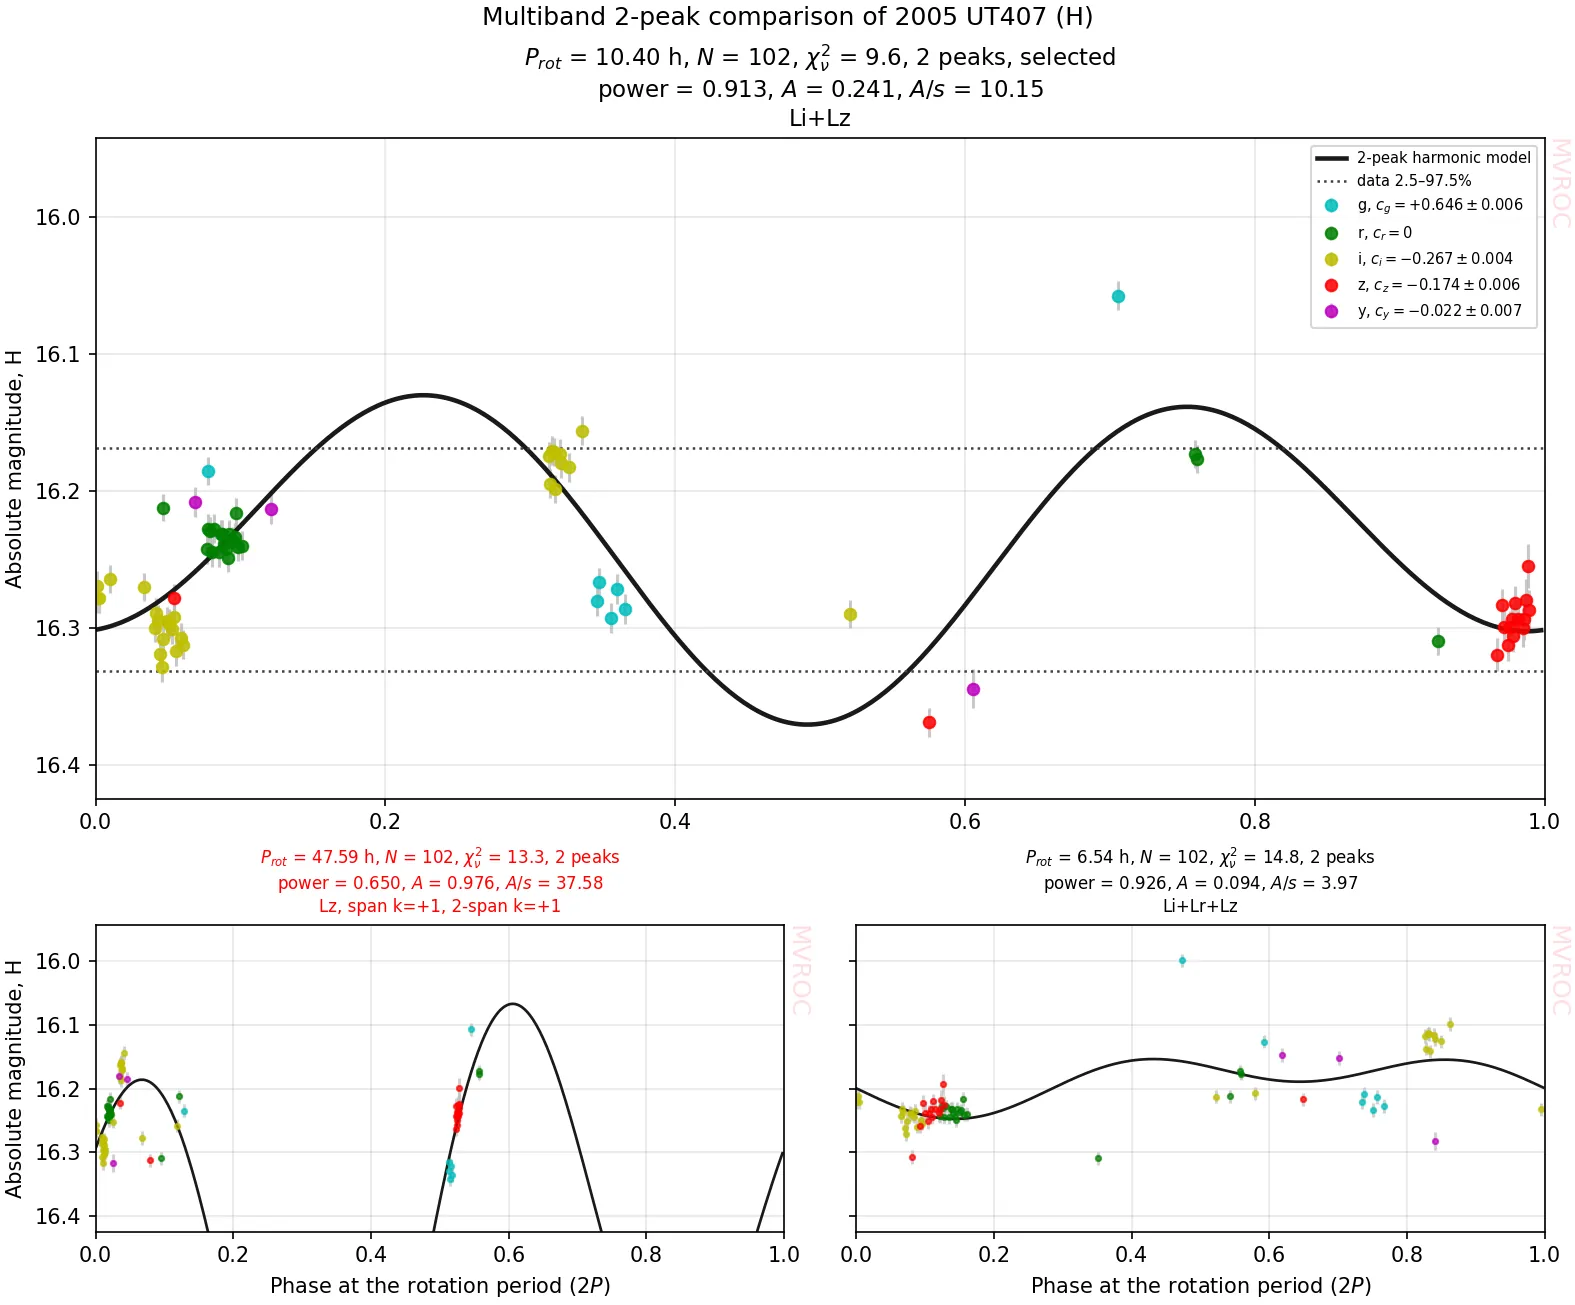 Multiband 2-peak comparison of 2005 UT407 (H)
P_rot = 10.40 h, N = 102, χ²_ν = 9.6, 2 peaks, selected
power = 0.913, A = 0.241, A/s = 10.15
Li+Lz
MVROC
2-peak harmonic model
data 2.5–97.5%
g, c_g = +0.646 ± 0.006
r, c_r = 0
i, c_i = −0.267 ± 0.004
z, c_z = −0.174 ± 0.006
y, c_y = −0.022 ± 0.007
Absolute magnitude, H
16.0
16.1
16.2
16.3
16.4
0.0 0.2 0.4 0.6 0.8 1.0
P_rot = 47.59 h, N = 102, χ²_ν = 13.3, 2 peaks
power = 0.650, A = 0.976, A/s = 37.58
Lz, span k=+1, 2-span k=+1
MVROC
Absolute magnitude, H
16.0
16.1
16.2
16.3
16.4
0.0 0.2 0.4 0.6 0.8 1.0
Phase at the rotation period (2P)
P_rot = 6.54 h, N = 102, χ²_ν = 14.8, 2 peaks
power = 0.926, A = 0.094, A/s = 3.97
Li+Lr+Lz
MVROC
0.0 0.2 0.4 0.6 0.8 1.0
Phase at the rotation period (2P)